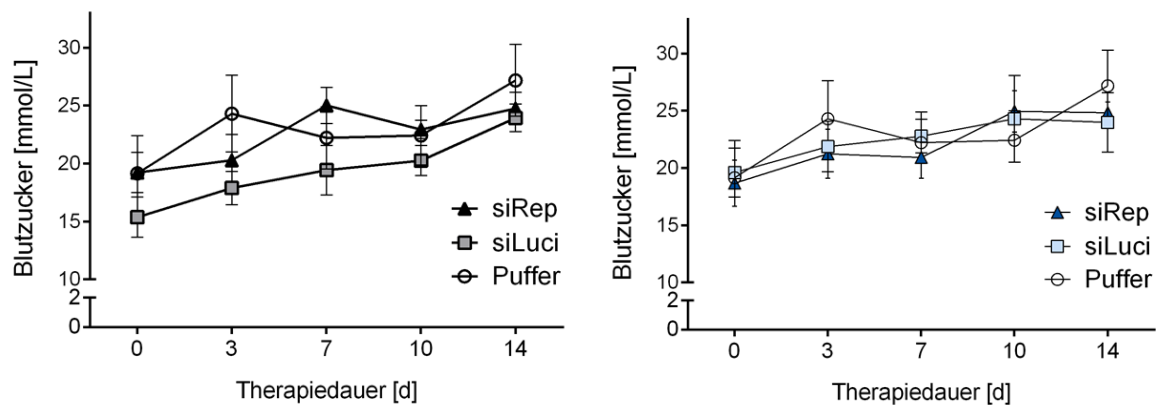 Blutzucker [mmol/L]
30
25
20
15
10
2
0
0 3 7 10 14
Therapiedauer [d]
siRep
siLuci
Puffer
Blutzucker [mmol/L]
30
25
20
15
10
2
0
0 3 7 10 14
Therapiedauer [d]
siRep
siLuci
Puffer